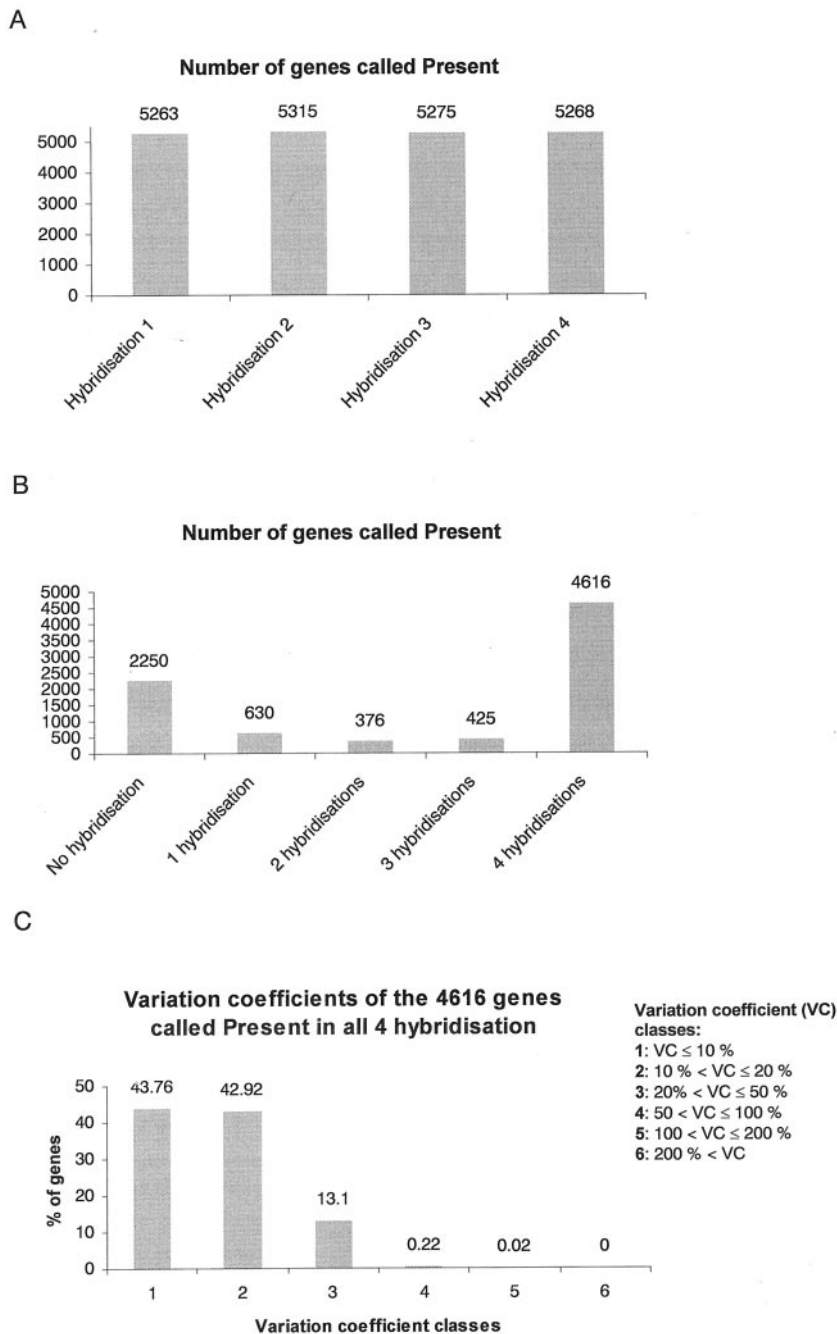 A
Number of genes called Present
5263 5315 5275 5268
5000
4000
3000
2000
1000
0
Hybridisation 1
Hybridisation 2
Hybridisation 3
Hybridisation 4
B
Number of genes called Present
5000
4500
4000
3500
3000
2500
2000
1500
1000
500
0
2250
630
376
425
4616
No hybridisation
1 hybridisation
2 hybridisations
3 hybridisations
4 hybridisations
C
Variation coefficients of the 4616 genes
called Present in all 4 hybridisation
% of genes
50
40
30
20
10
0
43.76 42.92 13.1 0.22 0.02 0
1 2 3 4 5 6
Variation coefficient classes
Variation coefficient (VC)
classes:
1: VC ≤ 10 %
2: 10 % < VC ≤ 20 %
3: 20% < VC ≤ 50 %
4: 50 < VC ≤ 100 %
5: 100 < VC ≤ 200 %
6: 200 % < VC